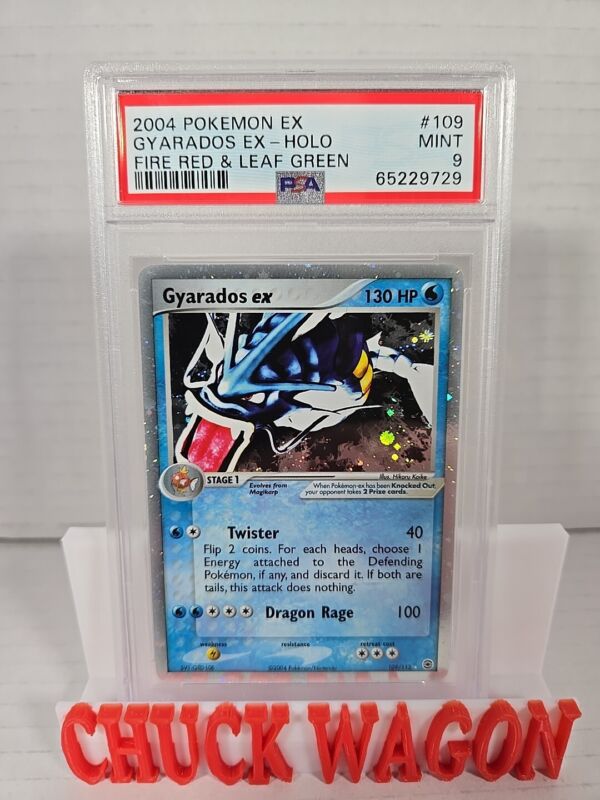 2004 POKEMON EX #109
GYARADOS EX - HOLO MINT
FIRE RED & LEAF GREEN 9
PSA 65229729
Gyarados ex 130 HP
Illus. Hikaru Koike
STAGE 1 Evolves from Magikarp
When Pokémon-ex has been Knocked Out,
your opponent takes 2 Prize cards.
Twister 40
Flip 2 coins. For each heads, choose 1
Energy attached to the Defending
Pokémon, if any, and discard it. If both are
tails, this attack does nothing.
Dragon Rage 100
weakness resistance retreat cost
©2004 Pokémon/Nintendo 109/112
CHUCK WAGON